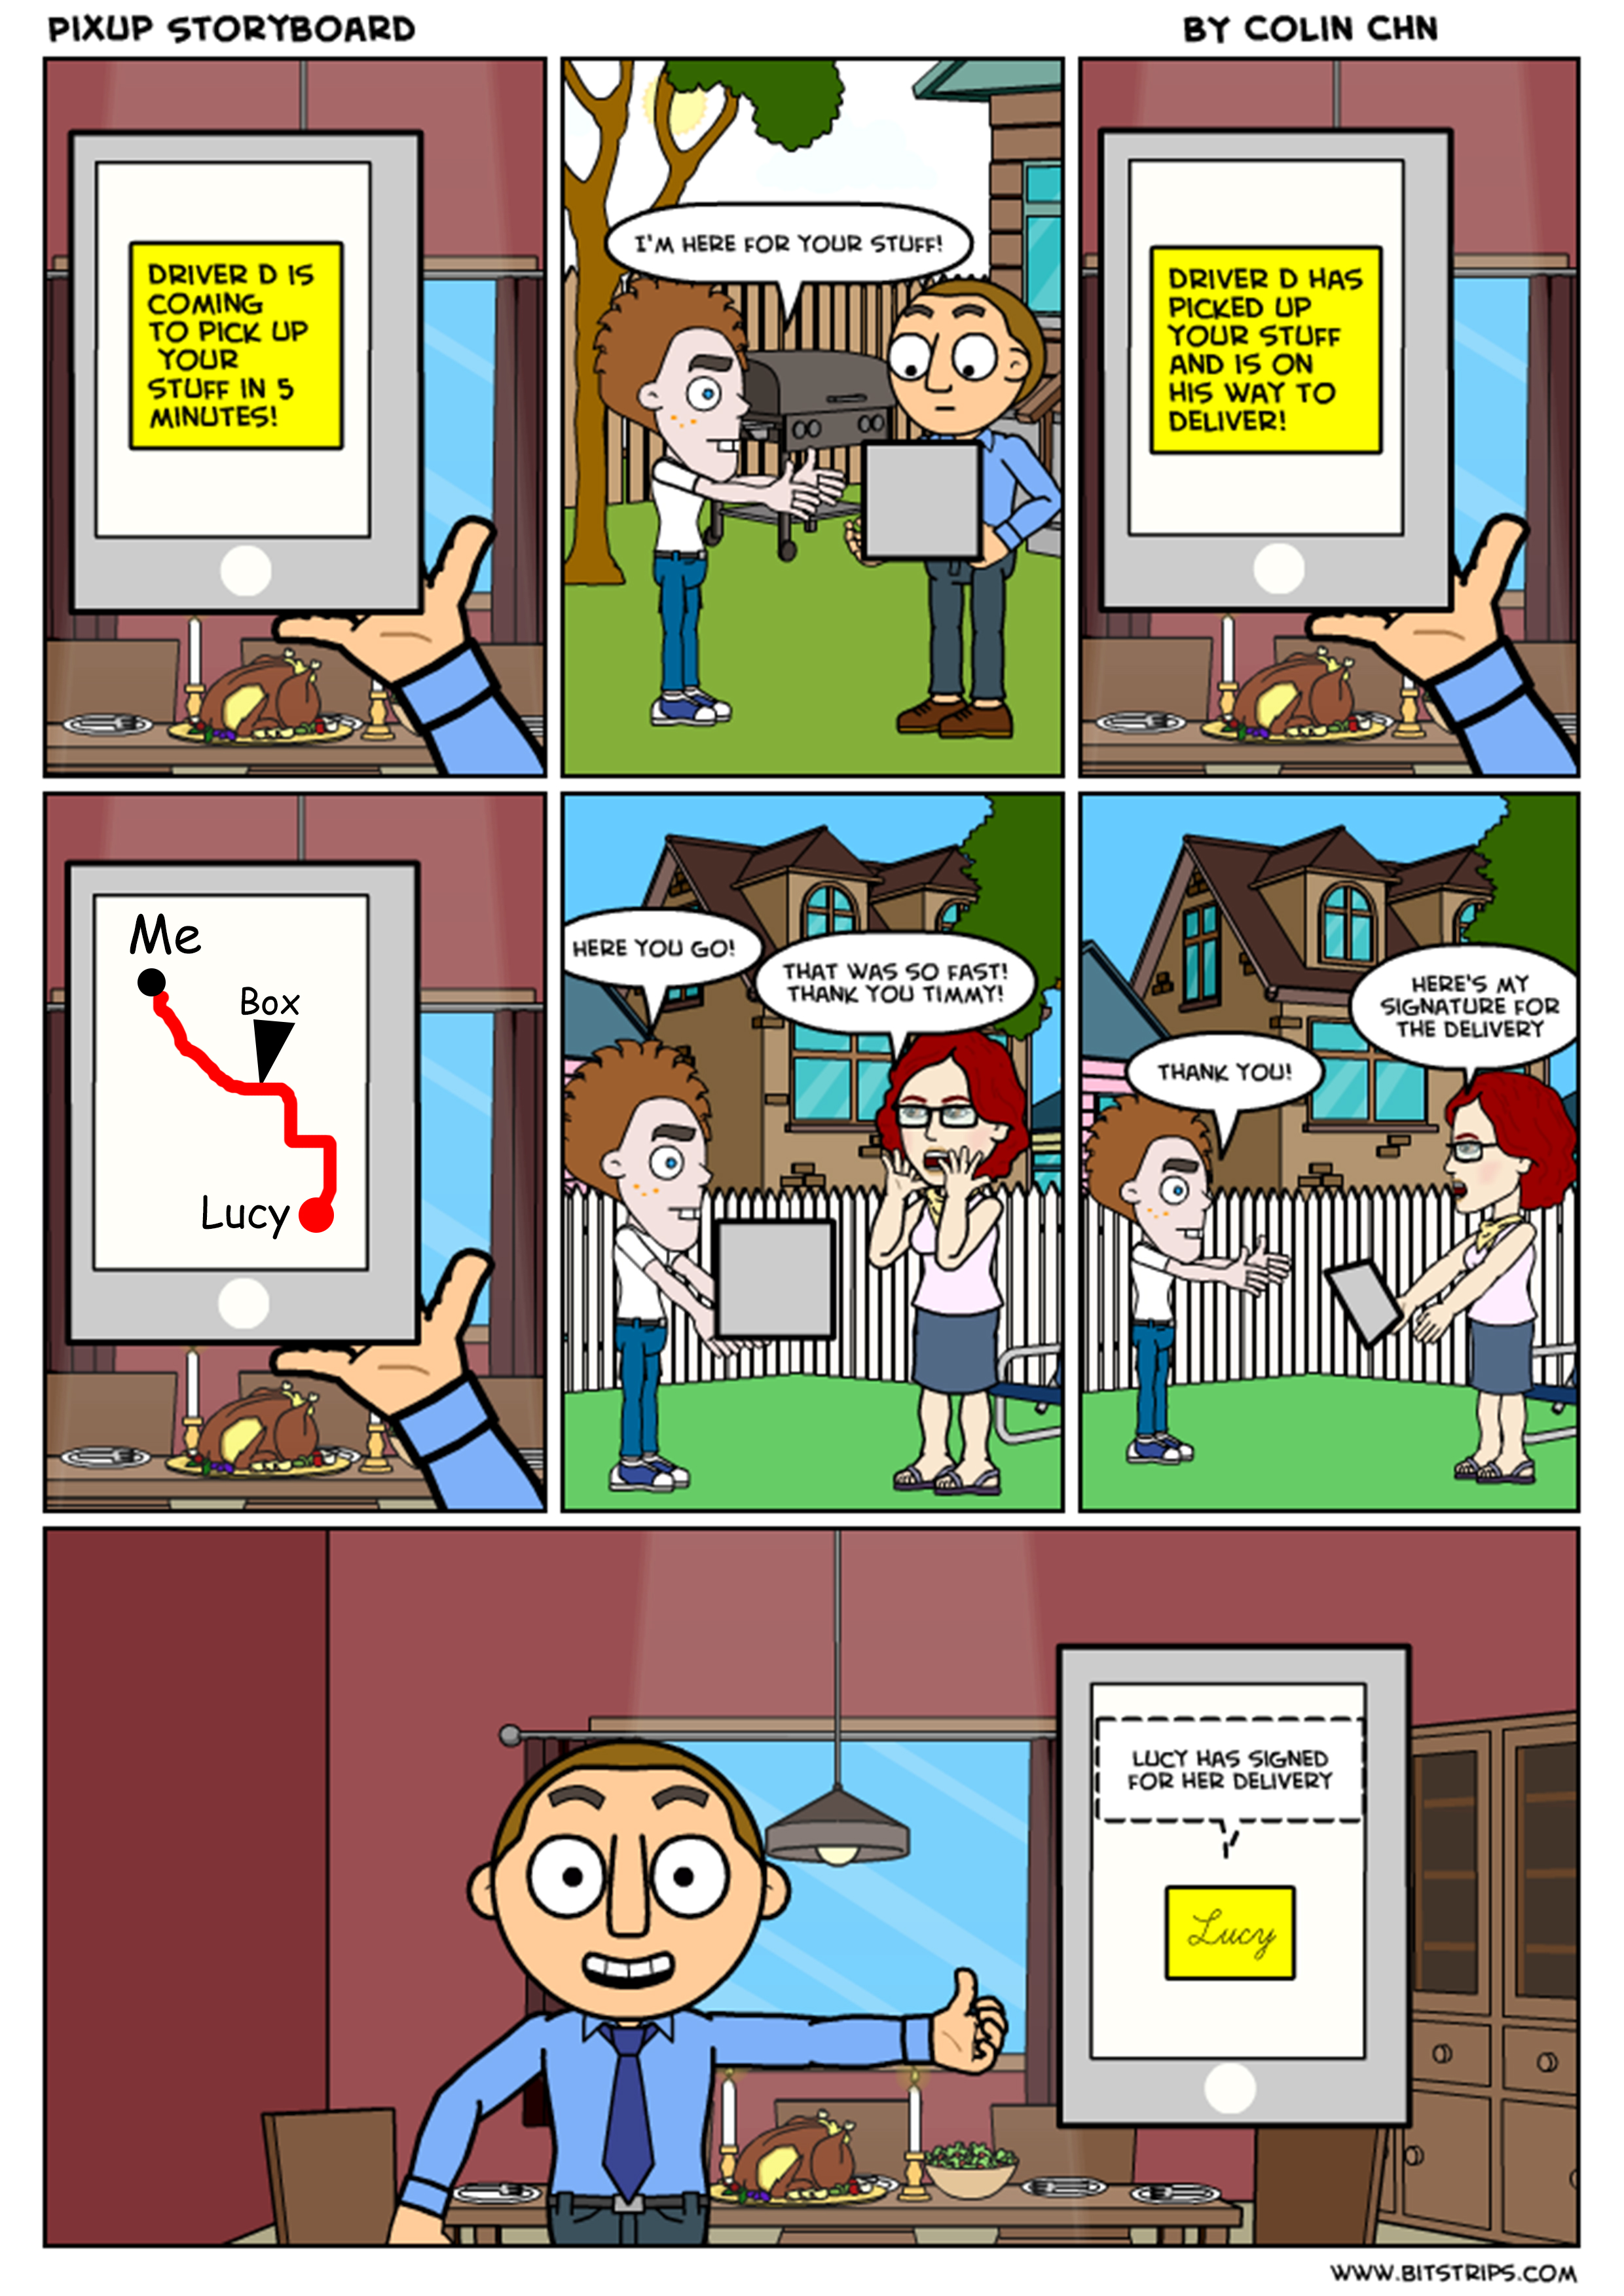 PIXUP STORYBOARD
BY COLIN CHN
DRIVER D IS
COMING
TO PICK UP
YOUR
STUFF IN 5
MINUTES!
I'M HERE FOR YOUR STUFF!
DRIVER D HAS
PICKED UP
YOUR STUFF
AND IS ON
HIS WAY TO
DELIVER!
Me
Box
Lucy
HERE YOU GO!
THAT WAS SO FAST!
THANK YOU TIMMY!
HERE'S MY
SIGNATURE FOR
THE DELIVERY
THANK YOU!
LUCY HAS SIGNED
FOR HER DELIVERY
Lucy
WWW.BITSTRIPS.COM